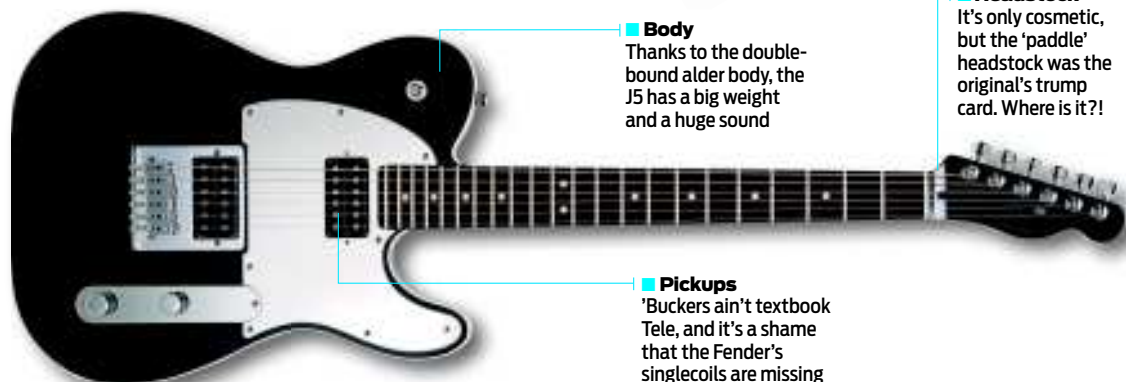 Body
Thanks to the double-
bound alder body, the
J5 has a big weight
and a huge sound
Headstock
It’s only cosmetic,
but the ‘paddle’
headstock was the
original’s trump
card. Where is it?!
Pickups
’Buckers ain’t textbook
Tele, and it’s a shame
that the Fender’s
singlecoils are missing